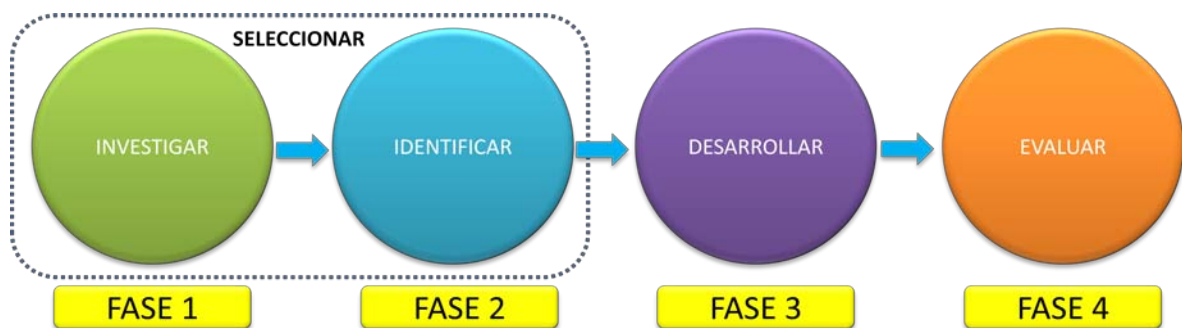 SELECCIONAR
INVESTIGAR
IDENTIFICAR
DESARROLLAR
EVALUAR
FASE 1
FASE 2
FASE 3
FASE 4